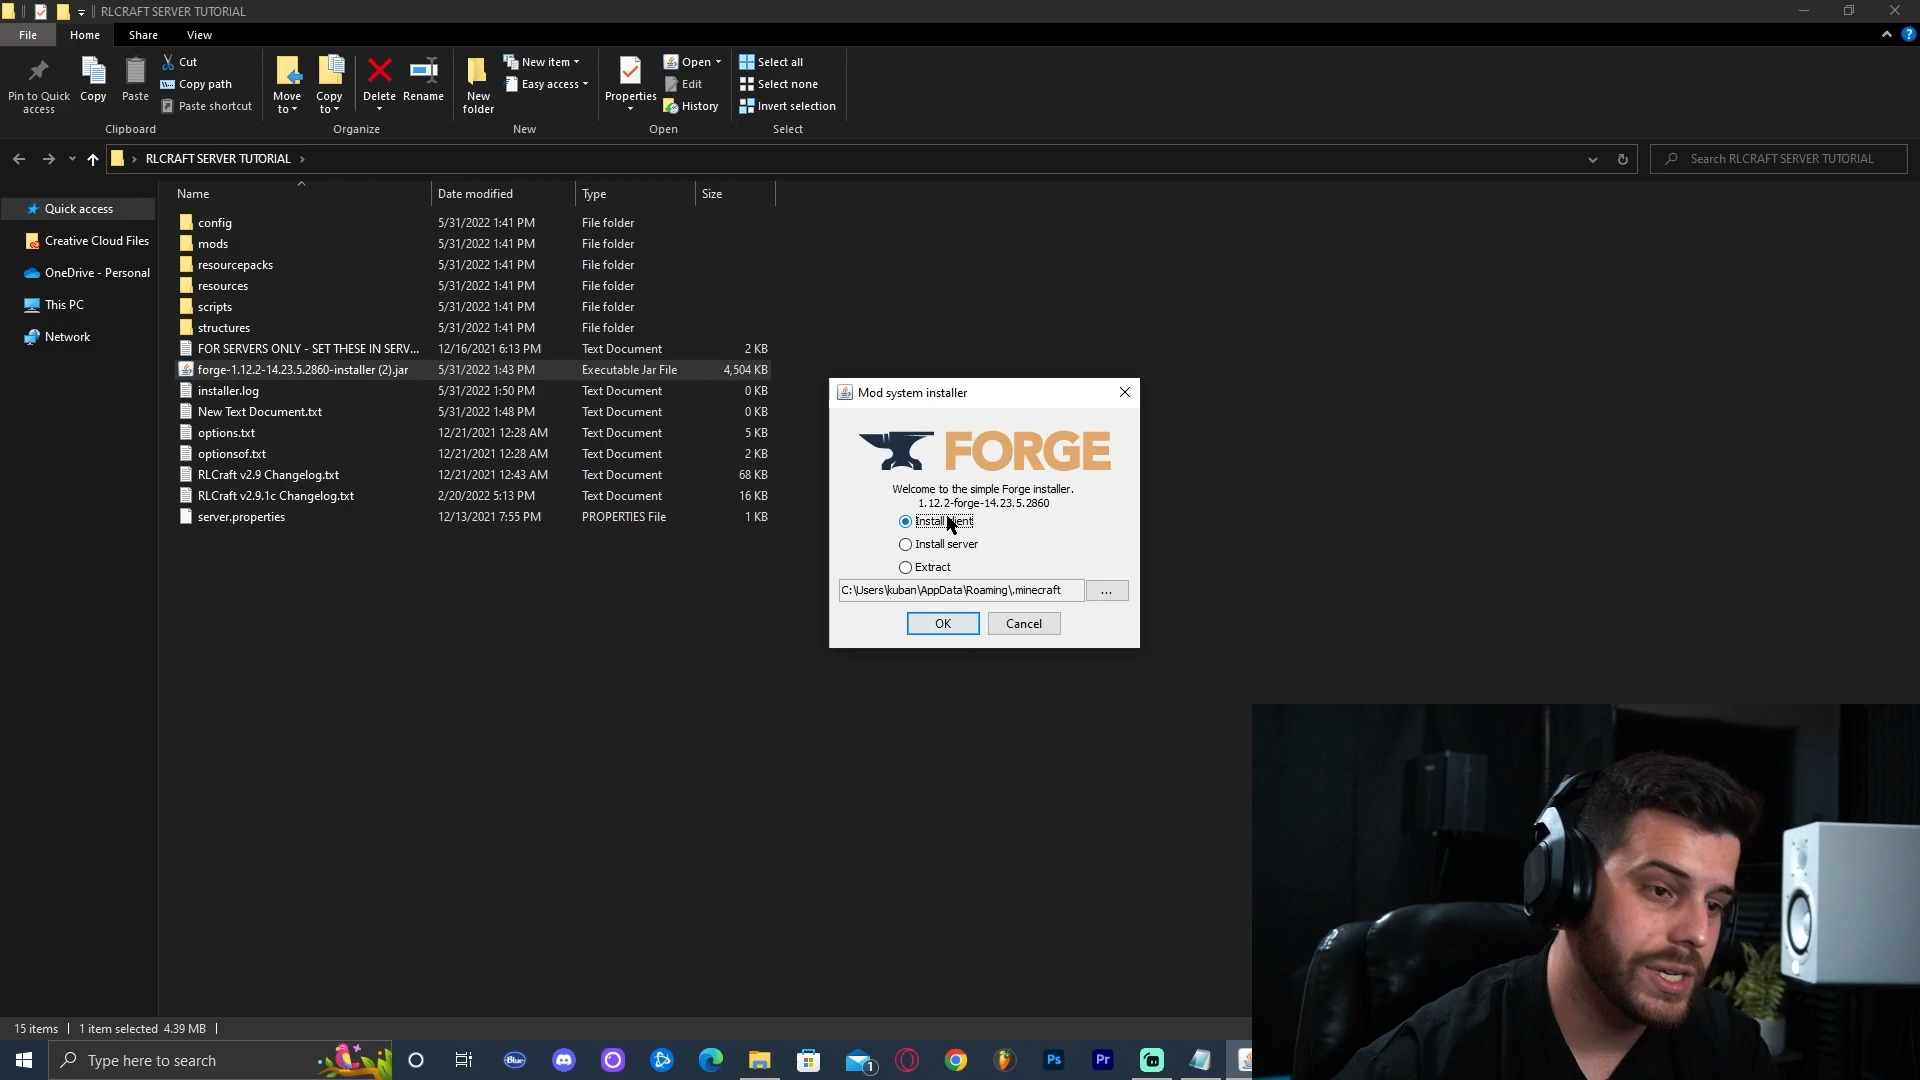 RLCRAFT SERVER TUTORIAL
File
Home
Share
View
Pin to Quick access
Copy
Paste
Cut
Copy path
Paste shortcut
Clipboard
Move to
Copy to
Delete
Rename
Organize
New folder
New item
Easy access
New
Properties
Open
Edit
History
Open
Select all
Select none
Invert selection
Select
RLCRAFT SERVER TUTORIAL
Search RLCRAFT SERVER TUTORIAL
Quick access
Creative Cloud Files
OneDrive - Personal
This PC
Network
Name Date modified Type Size
config 5/31/2022 1:41 PM File folder
mods 5/31/2022 1:41 PM File folder
resourcepacks 5/31/2022 1:41 PM File folder
resources 5/31/2022 1:41 PM File folder
scripts 5/31/2022 1:41 PM File folder
structures 5/31/2022 1:41 PM File folder
FOR SERVERS ONLY - SET THESE IN SERV... 12/16/2021 6:13 PM Text Document 2 KB
forge-1.12.2-14.23.5.2860-installer (2).jar 5/31/2022 1:43 PM Executable Jar File 4,504 KB
installer.log 5/31/2022 1:50 PM Text Document 0 KB
New Text Document.txt 5/31/2022 1:48 PM Text Document 0 KB
options.txt 12/21/2021 12:28 AM Text Document 5 KB
optionsof.txt 12/21/2021 12:28 AM Text Document 2 KB
RLCraft v2.9 Changelog.txt 12/21/2021 12:43 AM Text Document 68 KB
RLCraft v2.9.1c Changelog.txt 2/20/2022 5:13 PM Text Document 16 KB
server.properties 12/13/2021 7:55 PM PROPERTIES File 1 KB
Mod system installer
FORGE
Welcome to the simple Forge installer.
1.12.2-forge-14.23.5.2860
Install client
Install server
Extract
C:\Users\kuban\AppData\Roaming\.minecraft
...
OK
Cancel
15 items
1 item selected 4.39 MB
Type here to search
Blue
1
Ps
Pr